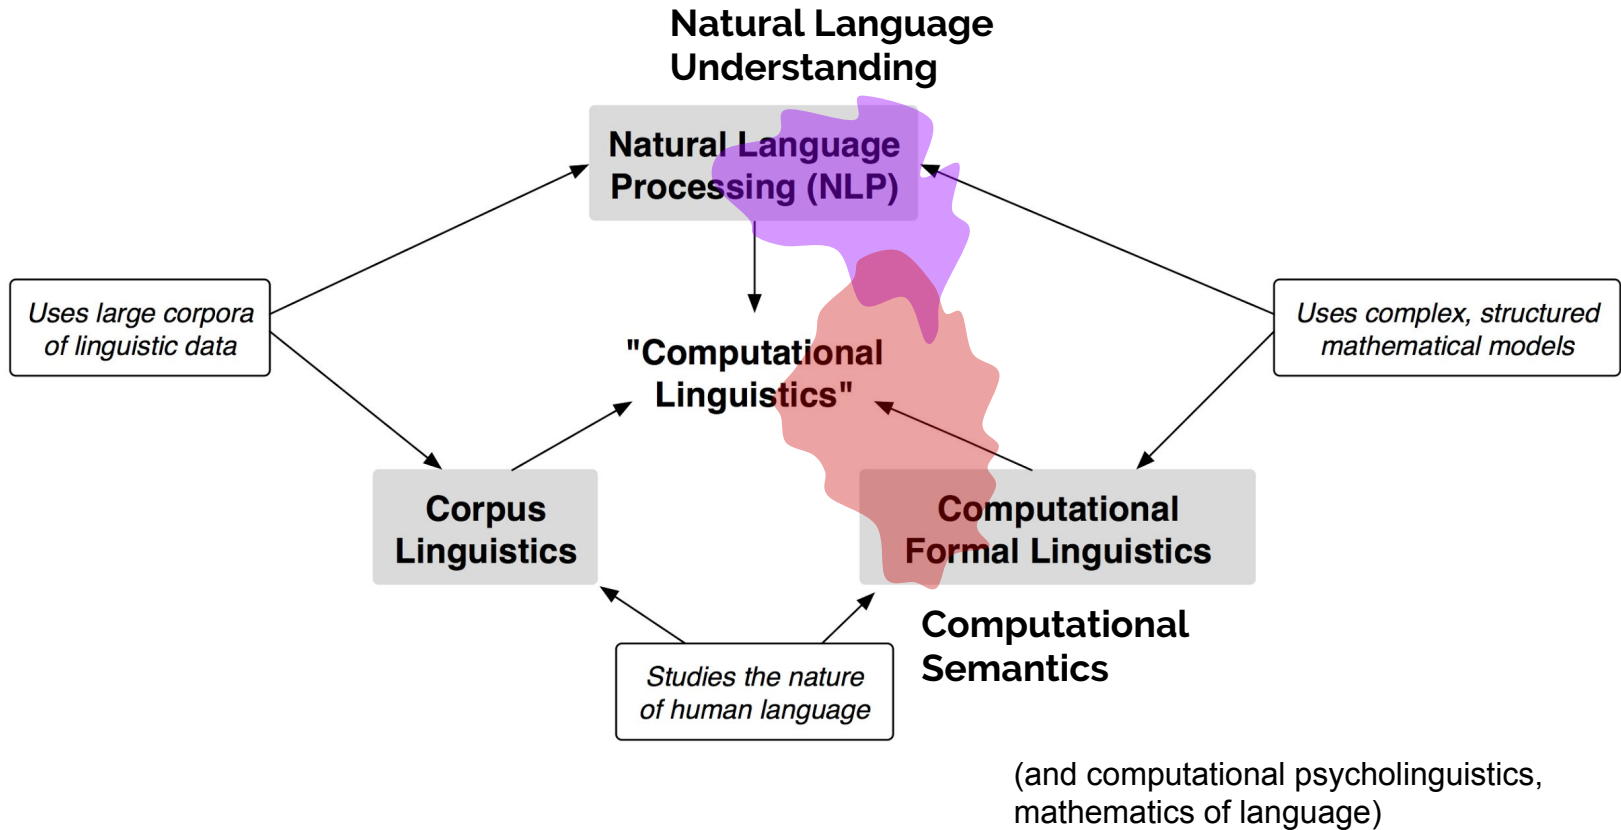 Natural Language
Understanding
Natural Language
Processing (NLP)
Uses large corpora
of linguistic data
Uses complex, structured
mathematical models
"Computational
Linguistics"
Corpus
Linguistics
Computational
Formal Linguistics
Computational
Semantics
Studies the nature
of human language
(and computational psycholinguistics,
mathematics of language)